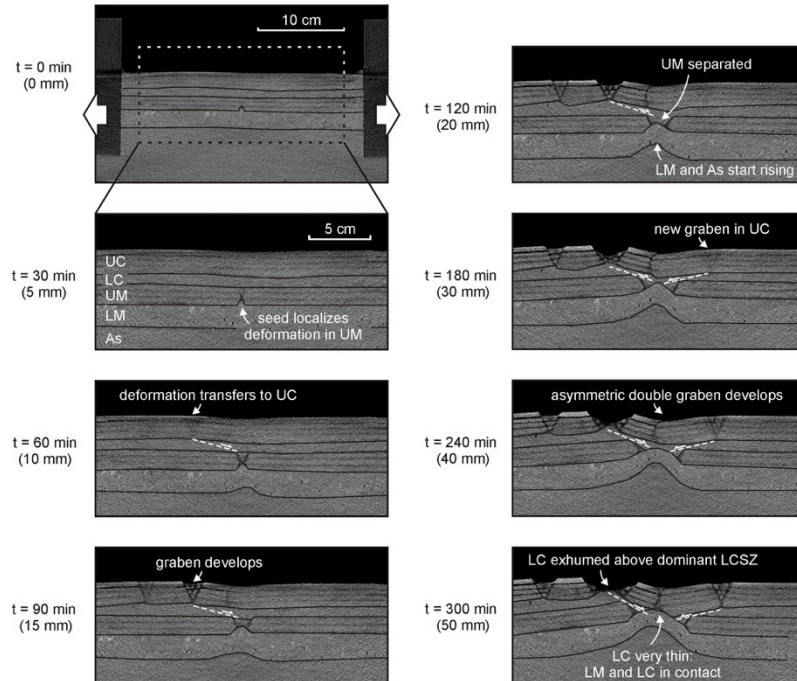 10 cm
t = 0 min
(0 mm)
5 cm
t = 30 min
(5 mm)
UC
LC
UM
LM
As
seed localizes
deformation in UM
deformation transfers to UC
t = 60 min
(10 mm)
graben develops
t = 90 min
(15 mm)
UM separated
t = 120 min
(20 mm)
LM and As start rising
new graben in UC
t = 180 min
(30 mm)
asymmetric double graben develops
t = 240 min
(40 mm)
LC exhumed above dominant LCSZ
t = 300 min
(50 mm)
LC very thin:
LM and LC in contact